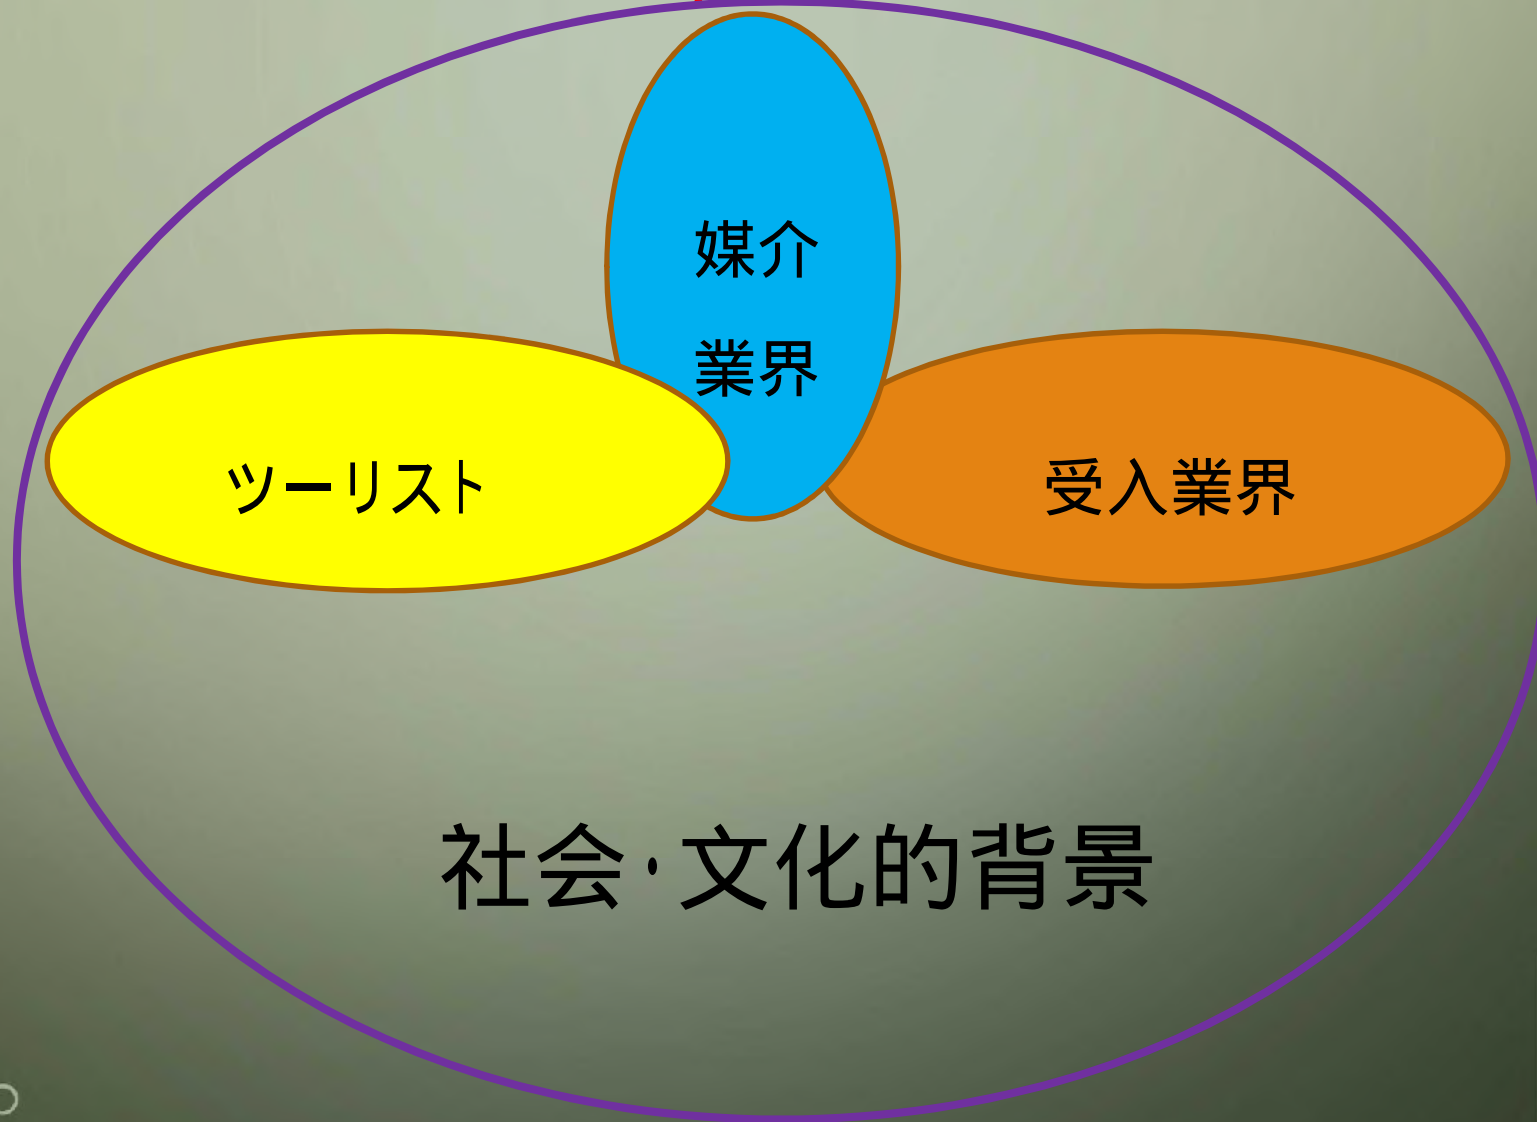 媒介
業界
ツーリスト
受入業界
社会･文化的背景